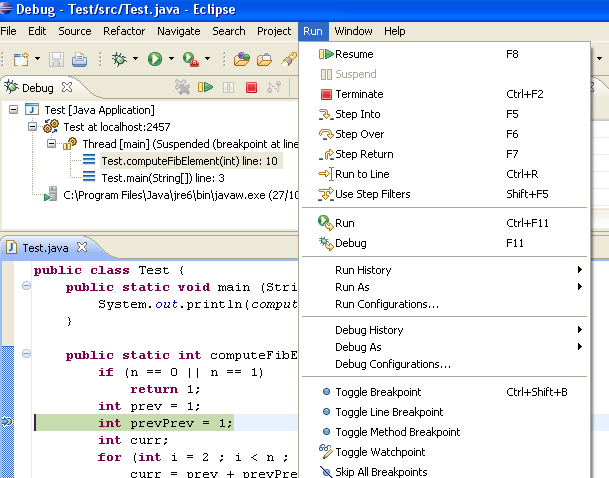 Debug - Test/src/Test.java - Eclipse
File Edit Source Refactor Navigate Search Project Run Window Help
Debug
Test [Java Application]
Test at localhost:2457
Thread [main] (Suspended (breakpoint at line
Test.computeFibElement(int) line: 10
Test.main(String[]) line: 3
C:\Program Files\Java\jre6\bin\javaw.exe (27/10
Resume F8
Suspend
Terminate Ctrl+F2
Step Into F5
Step Over F6
Step Return F7
Run to Line Ctrl+R
Use Step Filters Shift+F5
Run Ctrl+F11
Debug F11
Run History
Run As
Run Configurations...
Debug History
Debug As
Debug Configurations...
Toggle Breakpoint Ctrl+Shift+B
Toggle Line Breakpoint
Toggle Method Breakpoint
Toggle Watchpoint
Skip All Breakpoints
Test.java
public class Test {
public static void main (Stri
System.out.println(comput
}
public static int computeFibE
if (n == 0 || n == 1)
return 1;
int prev = 1;
int prevPrev = 1;
int curr;
for (int i = 2 ; i < n ;
curr = prev + prevPre